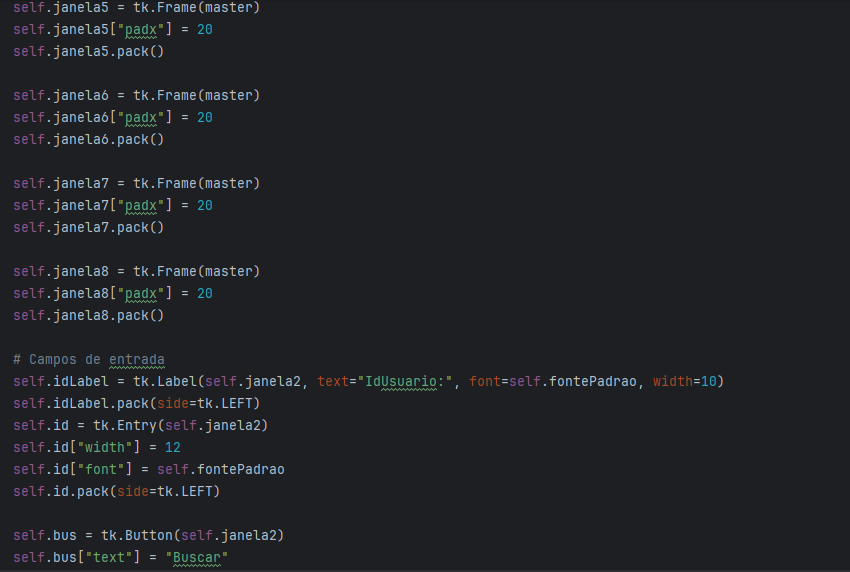 self.janela5 = tk.Frame(master)
self.janela5["padx"] = 20
self.janela5.pack()
self.janela6 = tk.Frame(master)
self.janela6["padx"] = 20
self.janela6.pack()
self.janela7 = tk.Frame(master)
self.janela7["padx"] = 20
self.janela7.pack()
self.janela8 = tk.Frame(master)
self.janela8["padx"] = 20
self.janela8.pack()
# Campos de entrada
self.idLabel = tk.Label(self.janela2, text="IdUsuario:", font=self.fontePadrao, width=10)
self.idLabel.pack(side=tk.LEFT)
self.id = tk.Entry(self.janela2)
self.id["width"] = 12
self.id["font"] = self.fontePadrao
self.id.pack(side=tk.LEFT)
self.bus = tk.Button(self.janela2)
self.bus["text"] = "Buscar"